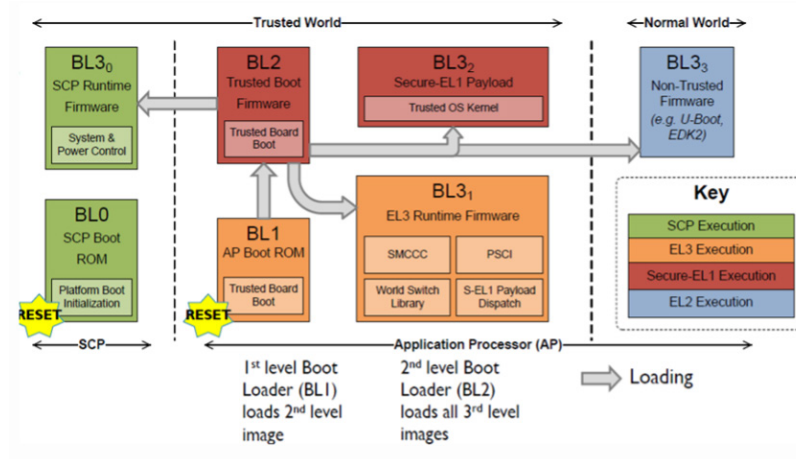 Trusted World
Normal World
BL3₀
SCP Runtime
Firmware
System &
Power Control
BL2
Trusted Boot
Firmware
Trusted Board
Boot
BL3₂
Secure-EL1 Payload
Trusted OS Kernel
BL3₃
Non-Trusted
Firmware
(e.g. U-Boot,
EDK2)
BL0
SCP Boot
ROM
Platform Boot
Initialization
RESET
BL1
AP Boot ROM
Trusted Board
Boot
RESET
BL3₁
EL3 Runtime Firmware
SMCCC
PSCI
World Switch
Library
S-EL1 Payload
Dispatch
Key
SCP Execution
EL3 Execution
Secure-EL1 Execution
EL2 Execution
SCP
Application Processor (AP)
1st level Boot
Loader (BL1)
loads 2nd level
image
2nd level Boot
Loader (BL2)
loads all 3rd level
images
Loading